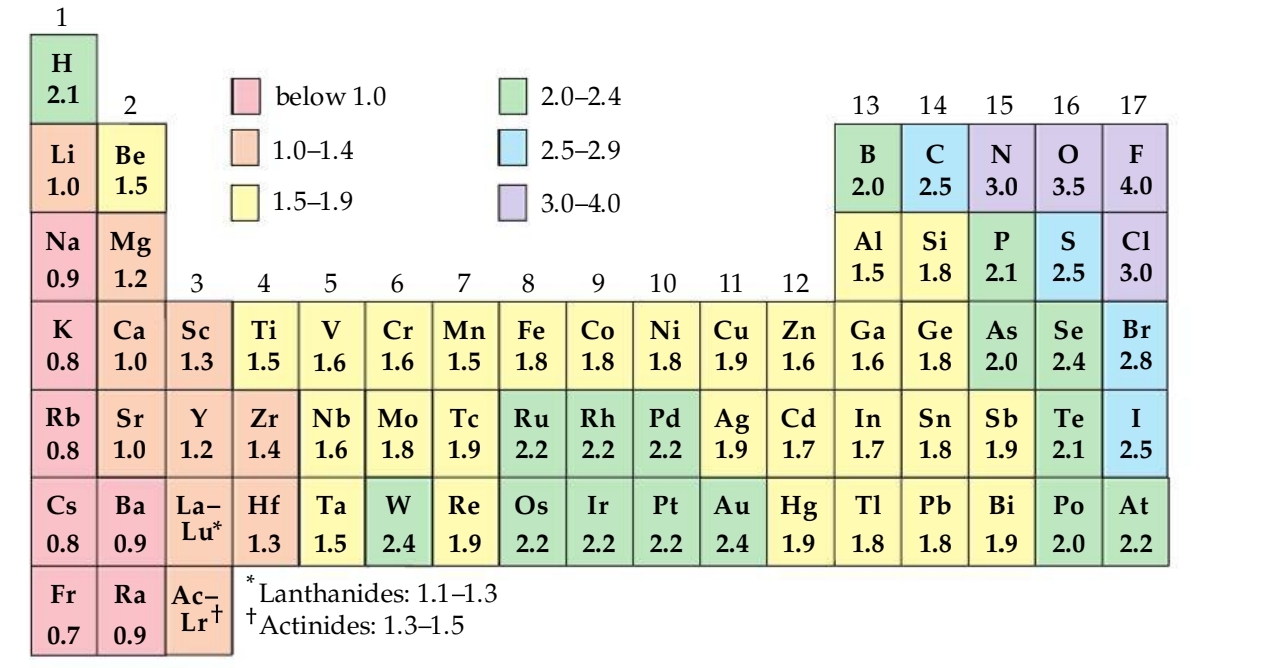 1
H
2.1
2
below 1.0
2.0–2.4
13 14 15 16 17
1.0–1.4
2.5–2.9
1.5–1.9
3.0–4.0
Li Be B C N O F
1.0 1.5 2.0 2.5 3.0 3.5 4.0
Na Mg Al Si P S Cl
0.9 1.2 1.5 1.8 2.1 2.5 3.0
3 4 5 6 7 8 9 10 11 12
K Ca Sc Ti V Cr Mn Fe Co Ni Cu Zn Ga Ge As Se Br
0.8 1.0 1.3 1.5 1.6 1.6 1.5 1.8 1.8 1.8 1.9 1.6 1.6 1.8 2.0 2.4 2.8
Rb Sr Y Zr Nb Mo Tc Ru Rh Pd Ag Cd In Sn Sb Te I
0.8 1.0 1.2 1.4 1.6 1.8 1.9 2.2 2.2 2.2 1.9 1.7 1.7 1.8 1.9 2.1 2.5
Cs Ba La–Lu* Hf Ta W Re Os Ir Pt Au Hg Tl Pb Bi Po At
0.8 0.9 1.3 1.5 2.4 1.9 2.2 2.2 2.2 2.4 1.9 1.8 1.8 1.9 2.0 2.2
Fr Ra Ac–Lr†
0.7 0.9
*Lanthanides: 1.1–1.3
†Actinides: 1.3–1.5